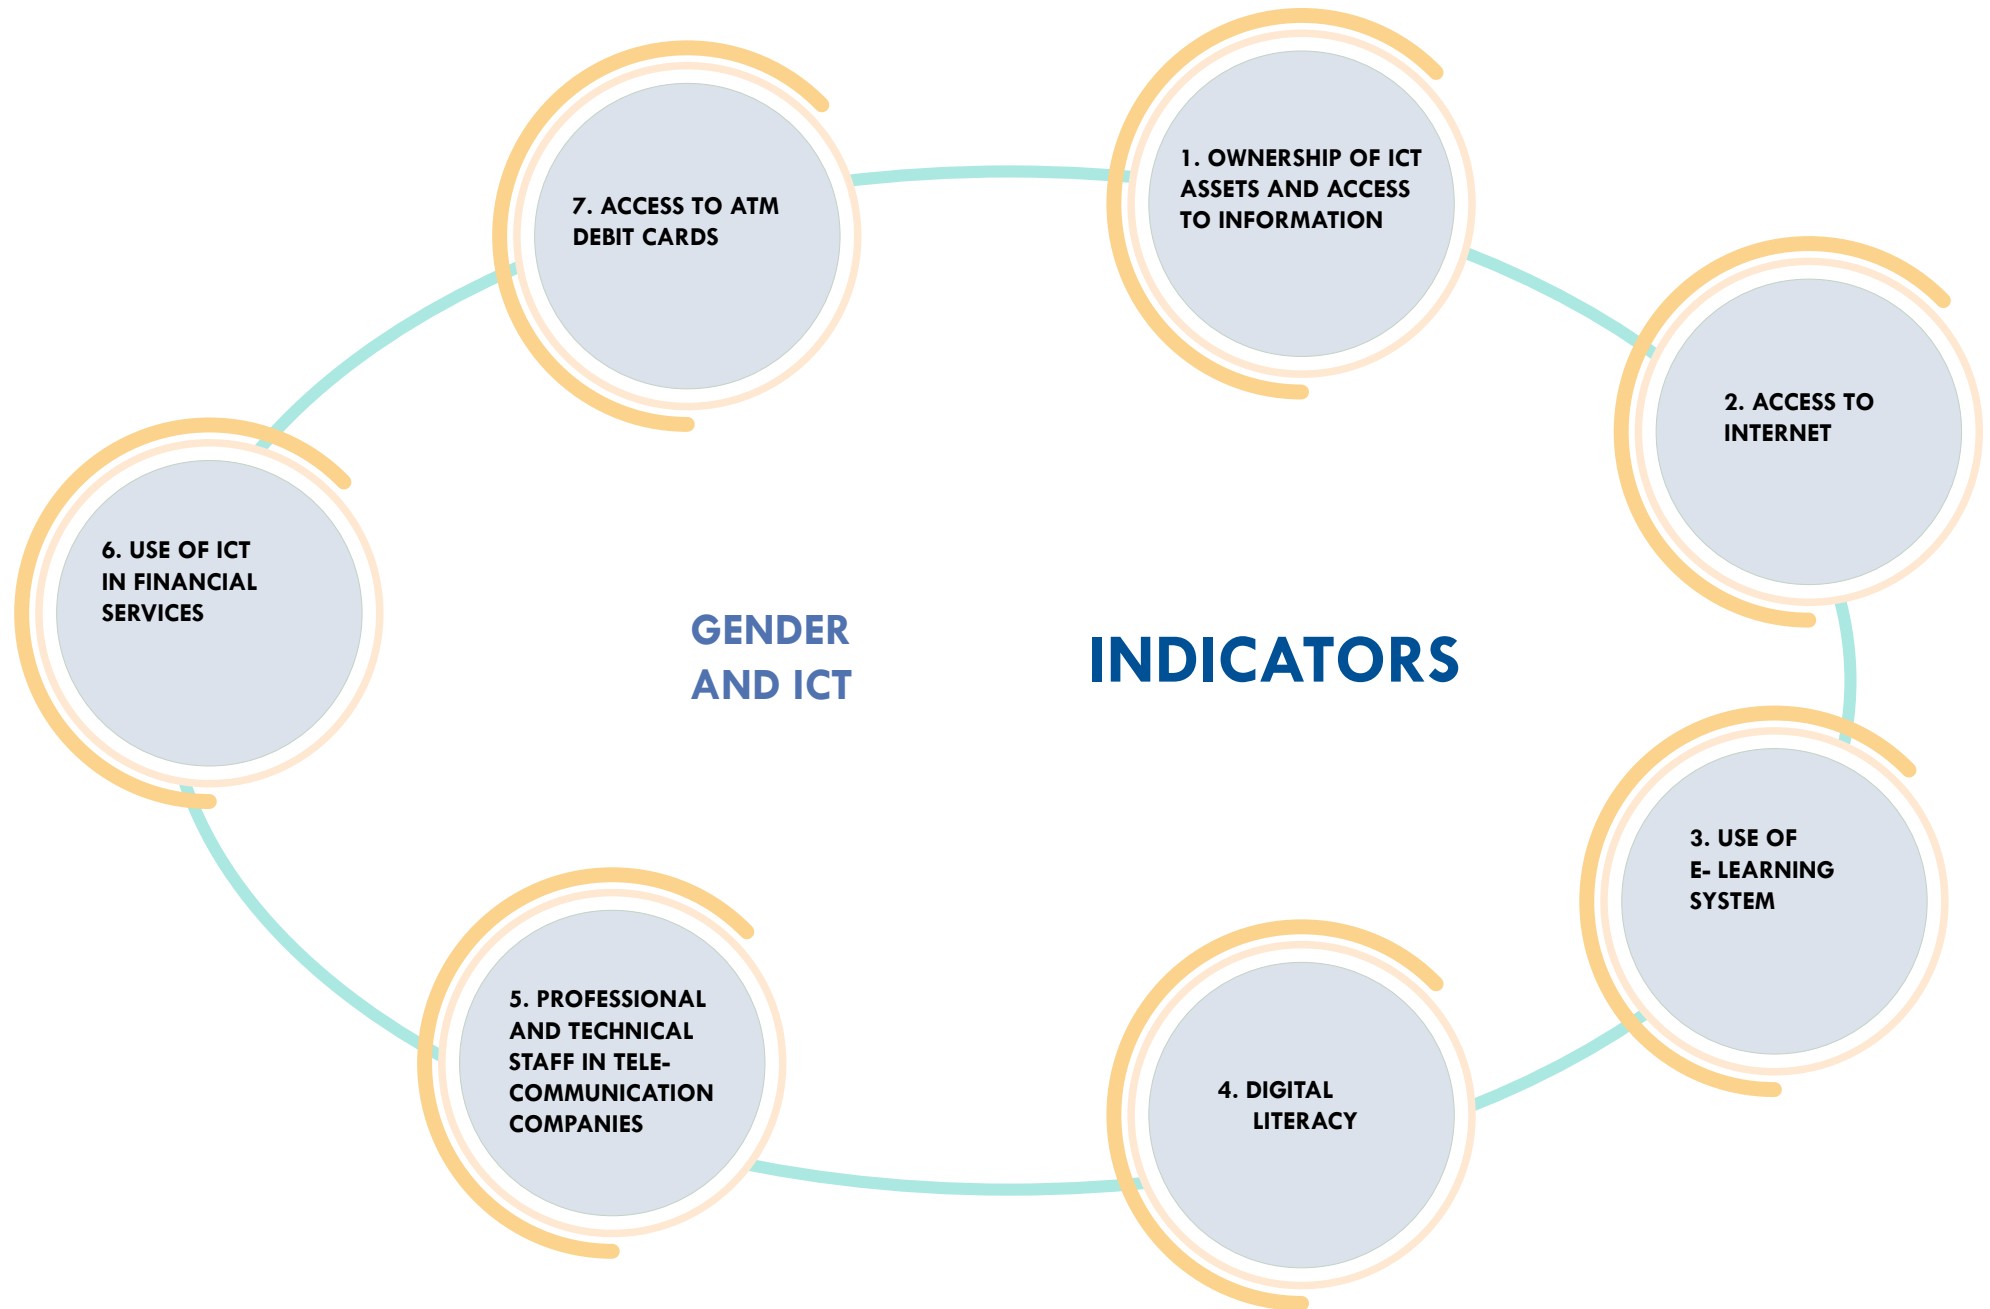 1. OWNERSHIP OF ICT
ASSETS AND ACCESS
TO INFORMATION
2. ACCESS TO
INTERNET
3. USE OF
E- LEARNING
SYSTEM
4. DIGITAL
LITERACY
5. PROFESSIONAL
AND TECHNICAL
STAFF IN TELE-
COMMUNICATION
COMPANIES
6. USE OF ICT
IN FINANCIAL
SERVICES
7. ACCESS TO ATM
DEBIT CARDS
GENDER
AND ICT
INDICATORS